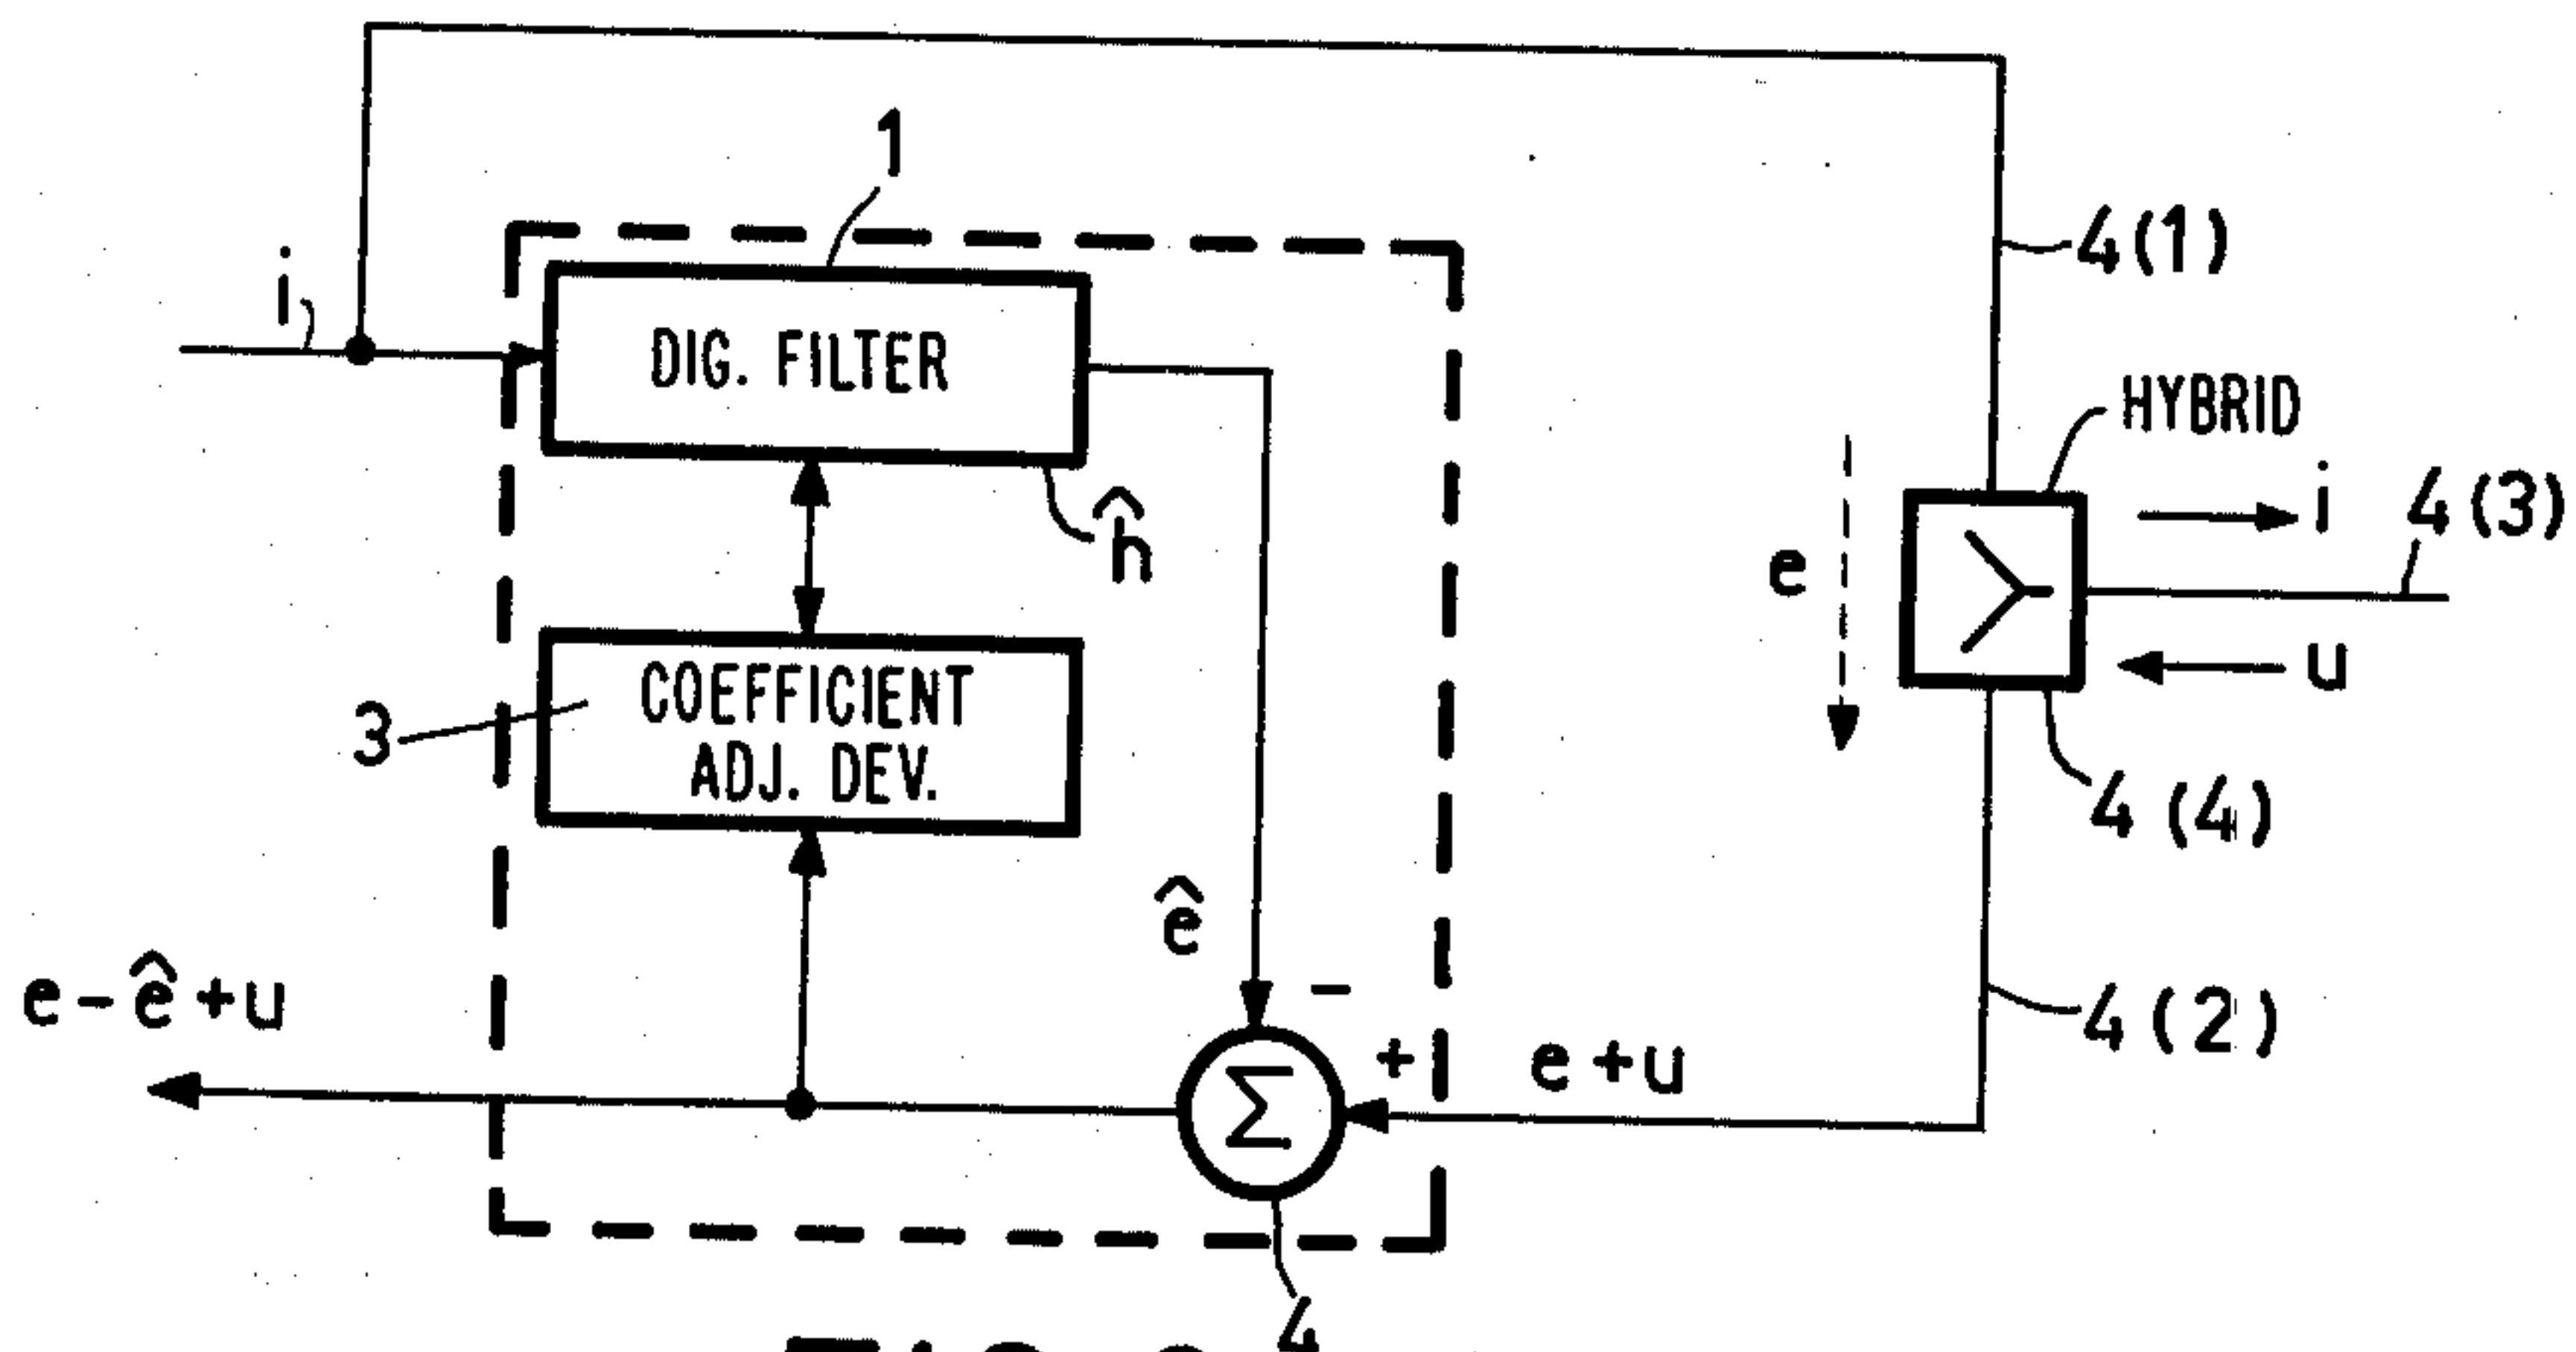 1
i
4(1)
DIG. FILTER
HYBRID
i
4(3)
ĥ
e
u
3
COEFFICIENT
ADJ. DEV.
4(4)
ê
e-ê+u
-
+
e+u
4(2)
Σ
4